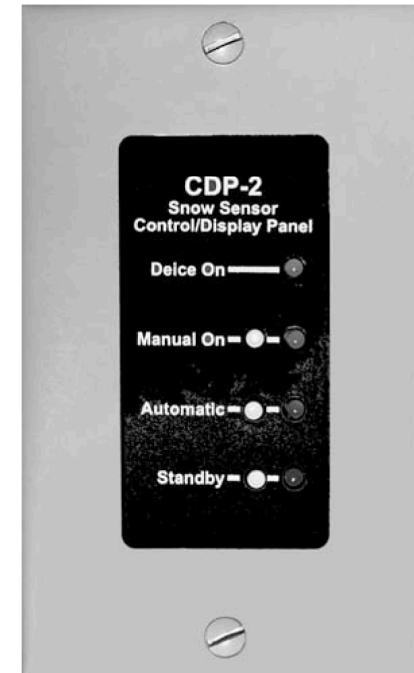 CDP-2
Snow Sensor
Control/Display Panel
Deice On
Manual On
Automatic
Standby